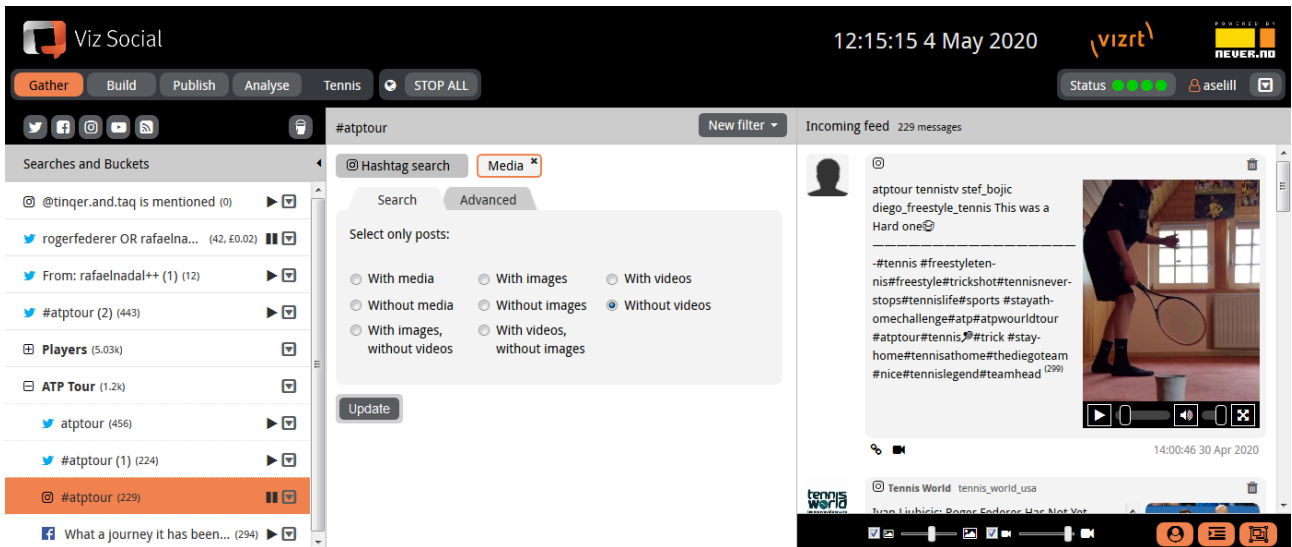 Viz Social
12:15:15 4 May 2020
vizrt
POWERED BY
NEVER.NO
Gather
Build
Publish
Analyse
Tennis
STOP ALL
Status
aselill
#atptour
New filter
Incoming feed 229 messages
Searches and Buckets
@tinqer.and.taq is mentioned (0)
rogerfederer OR rafaelna... (42, £0.02)
From: rafaelnadal++ (1) (12)
#atptour (2) (443)
Players (5.03k)
ATP Tour (1.2k)
atptour (456)
#atptour (1) (224)
#atptour (229)
What a journey it has been... (294)
Hashtag search
Media ×
Search
Advanced
Select only posts:
With media
With images
With videos
Without media
Without images
Without videos
With images,
without videos
With videos,
without images
Update
atptour tennistv stef_bojic
diego_freestyle_tennis This was a
Hard one😅
—————————————————
-#tennis #freestyleten-
nis#freestyle#trickshot#tennisnever-
stops#tennislife#sports #stayath-
omechallenge#atp#atpwourldtour
#atptour#tennis🎾#trick #stay-
home#tennisathome#thediegoteam
#nice#tennislegend#teamhead (299)
14:00:46 30 Apr 2020
tennis
world
Tennis World tennis_world_usa
Ivan Ljubicic: Roger Federer Has Not Yet